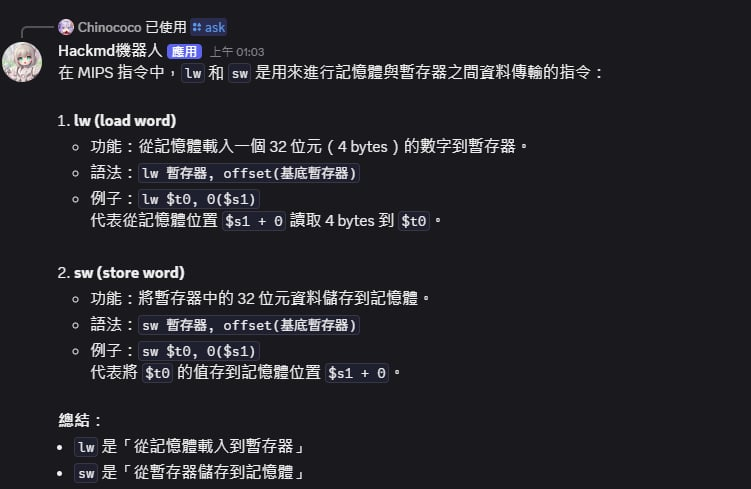 Chinococo 已使用 ask
Hackmd機器人 應用 上午 01:03
在 MIPS 指令中，lw 和 sw 是用來進行記憶體與暫存器之間資料傳輸的指令：
1. lw (load word)
◦ 功能：從記憶體載入一個 32 位元（4 bytes）的數字到暫存器。
◦ 語法：lw 暫存器, offset(基底暫存器)
◦ 例子：lw $t0, 0($s1)
代表從記憶體位置 $s1 + 0 讀取 4 bytes 到 $t0。
2. sw (store word)
◦ 功能：將暫存器中的 32 位元資料儲存到記憶體。
◦ 語法：sw 暫存器, offset(基底暫存器)
◦ 例子：sw $t0, 0($s1)
代表將 $t0 的值存到記憶體位置 $s1 + 0。
總結：
• lw 是「從記憶體載入到暫存器」
• sw 是「從暫存器儲存到記憶體」